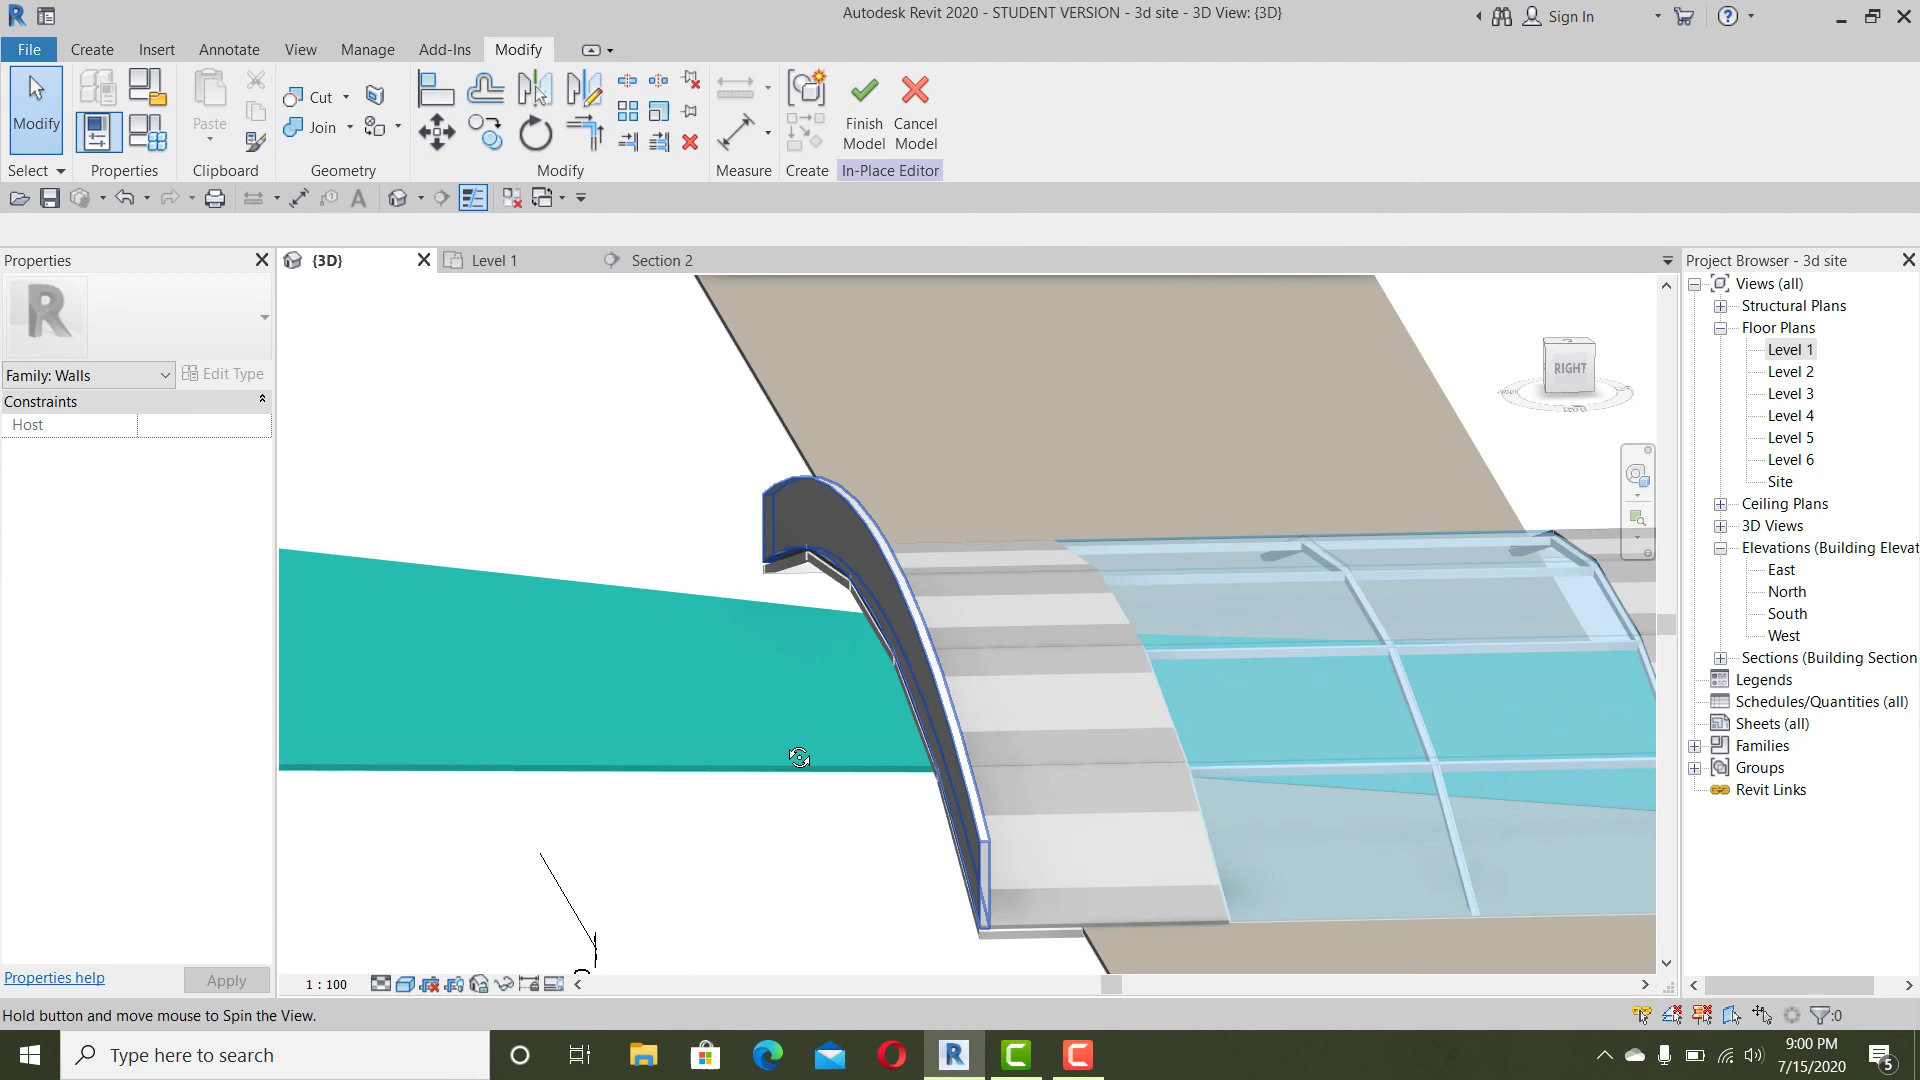 Autodesk Revit 2020 - STUDENT VERSION - 3d site - 3D View: {3D}
Sign In
File
Create
Insert
Annotate
View
Manage
Add-Ins
Modify
Modify
Paste
Cut
Join
Finish
Model
Cancel
Model
Select
Properties
Clipboard
Geometry
Modify
Measure
Create
In-Place Editor
Properties
{3D}
Level 1
Section 2
Project Browser - 3d site
Family: Walls
Edit Type
Constraints
Host
RIGHT
Views (all)
Structural Plans
Floor Plans
Level 1
Level 2
Level 3
Level 4
Level 5
Level 6
Site
Ceiling Plans
3D Views
Elevations (Building Elevat
East
North
South
West
Sections (Building Section
Legends
Schedules/Quantities (all)
Sheets (all)
Families
Groups
Revit Links
Properties help
Apply
1 : 100
Hold button and move mouse to Spin the View.
:0
Type here to search
9:00 PM
7/15/2020
5